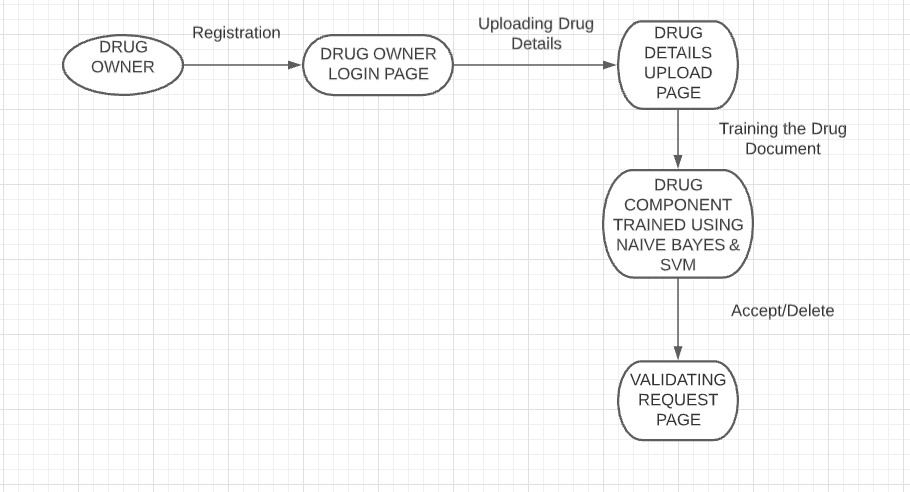 DRUG
OWNER
Registration
DRUG OWNER
LOGIN PAGE
Uploading Drug
Details
DRUG
DETAILS
UPLOAD
PAGE
Training the Drug
Document
DRUG
COMPONENT
TRAINED USING
NAIVE BAYES &
SVM
Accept/Delete
VALIDATING
REQUEST
PAGE